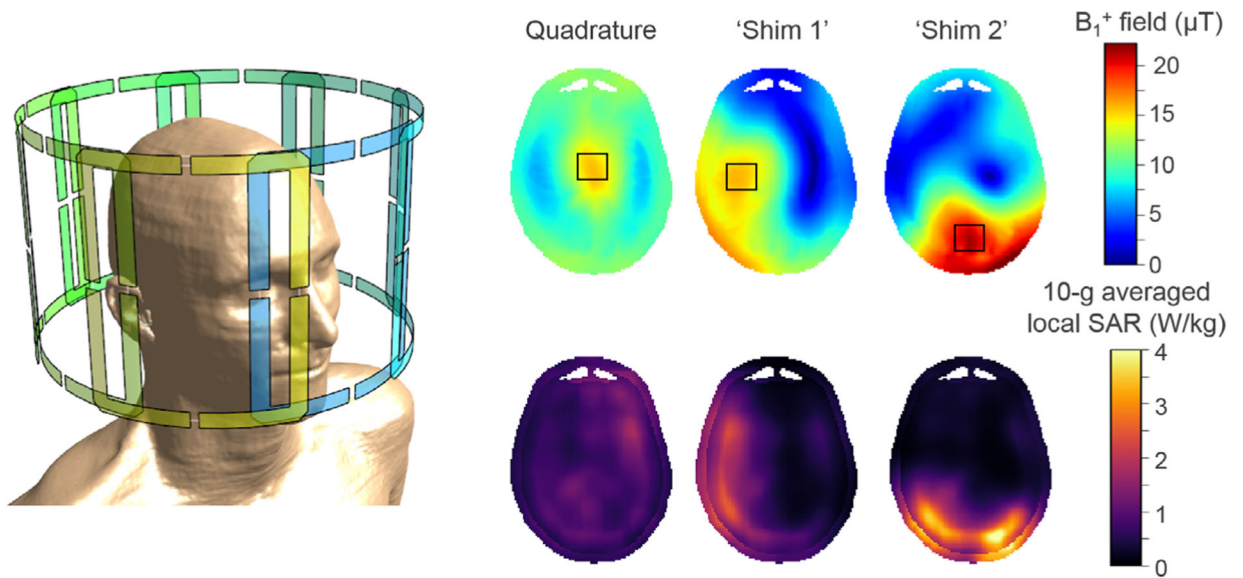 Quadrature
‘Shim 1’
‘Shim 2’
B₁⁺ field (μT)
20
15
10
5
0
10-g averaged
local SAR (W/kg)
4
3
2
1
0